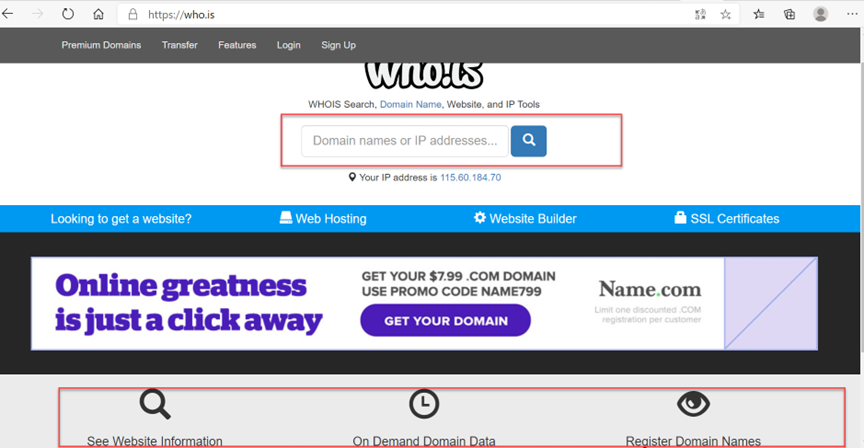 https://who.is
Premium Domains Transfer Features Login Sign Up
who.is
WHOIS Search, Domain Name, Website, and IP Tools
Domain names or IP addresses...
Your IP address is 115.60.184.70
Looking to get a website? Web Hosting Website Builder SSL Certificates
Online greatness
is just a click away
GET YOUR $7.99 .COM DOMAIN
USE PROMO CODE NAME799
GET YOUR DOMAIN
Name.com
Limit one discounted .COM
registration per customer
See Website Information On Demand Domain Data Register Domain Names